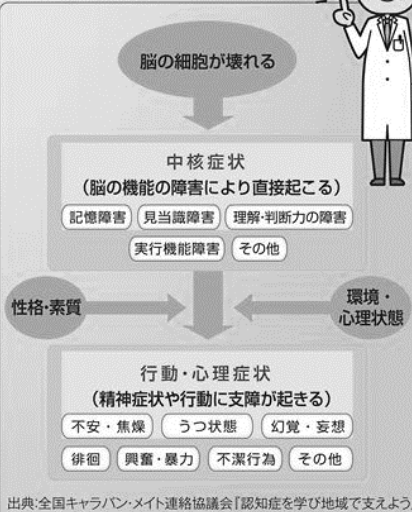 脳の細胞が壊れる
中核症状
(脳の機能の障害により直接起こる)
記憶障害 見当識障害 理解・判断力の障害
実行機能障害 その他
性格・素質
環境・
心理状態
行動・心理症状
(精神症状や行動に支障が起きる)
不安・焦燥 うつ状態 幻覚・妄想
徘徊 興奮・暴力 不潔行為 その他
出典:全国キャラバン・メイト連絡協議会『認知症を学び地域で支えよう